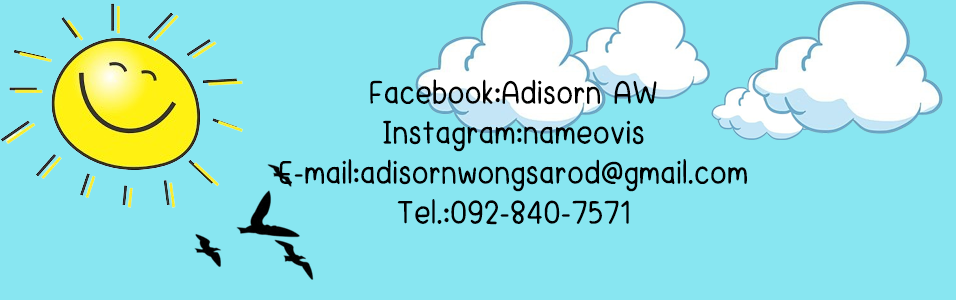 Facebook:Adisorn AW
Instagram:nameovis
E-mail:adisornwongsarod@gmail.com
Tel.:092-840-7571